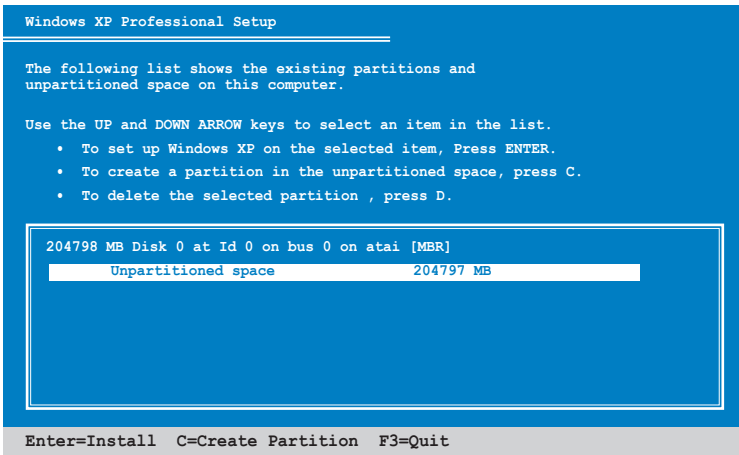 Windows XP Professional Setup
The following list shows the existing partitions and
unpartitioned space on this computer.
Use the UP and DOWN ARROW keys to select an item in the list.
• To set up Windows XP on the selected item, Press ENTER.
• To create a partition in the unpartitioned space, press C.
• To delete the selected partition , press D.
204798 MB Disk 0 at Id 0 on bus 0 on atai [MBR]
Unpartitioned space 204797 MB
Enter=Install C=Create Partition F3=Quit